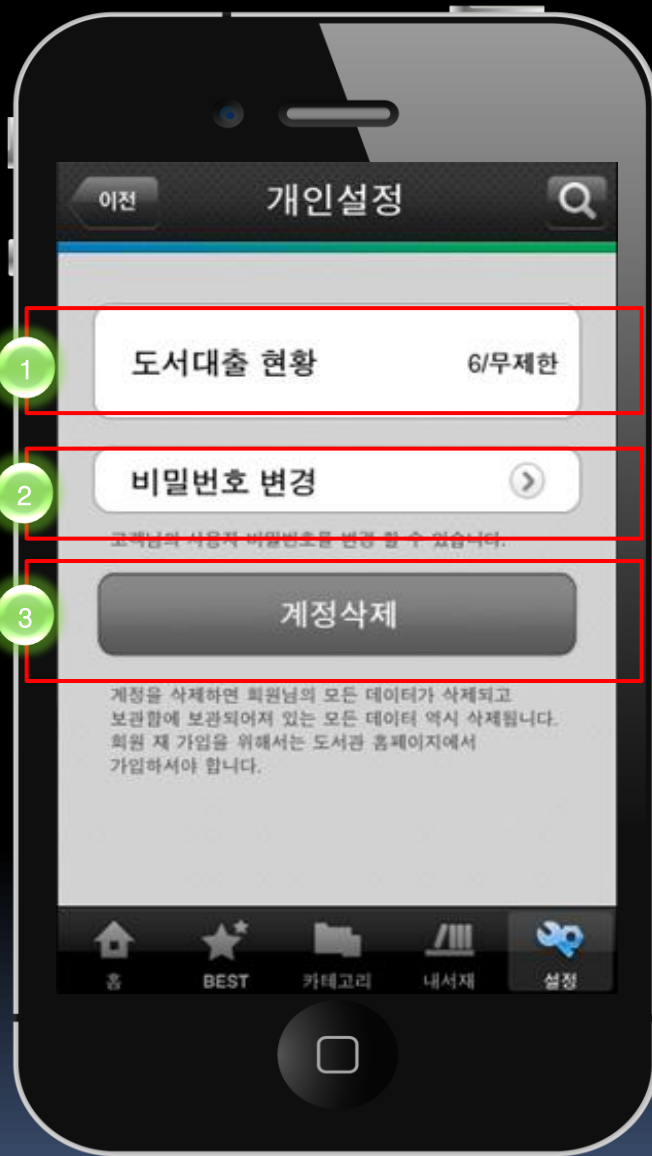 이전
개인설정
1
도서대출 현황
6/무제한
2
비밀번호 변경
고객님의 사용자 비밀번호를 변경 할 수 있습니다.
3
계정삭제
계정을 삭제하면 회원님의 모든 데이터가 삭제되고
보관함에 보관되어져 있는 모든 데이터 역시 삭제됩니다.
회원 재 가입을 위해서는 도서관 홈페이지에서
가입하셔야 합니다.
홈
BEST
카테고리
내서재
설정